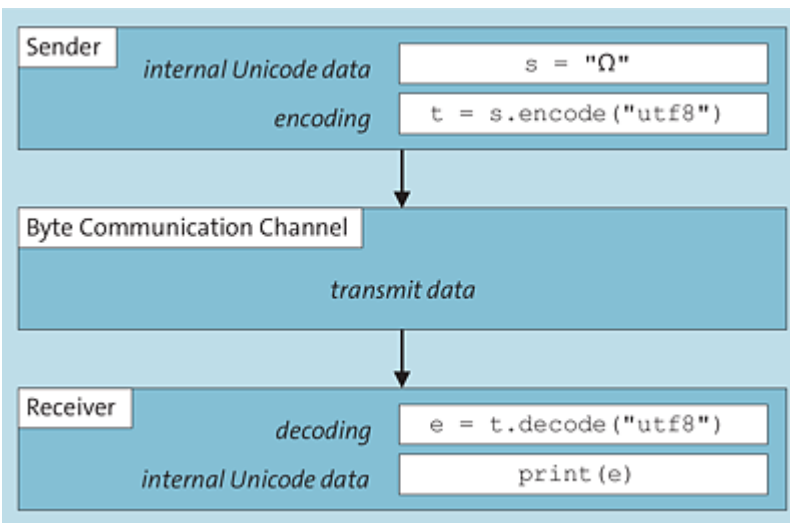 Sender
internal Unicode data s = "Ω"
encoding t = s.encode("utf8")
Byte Communication Channel
transmit data
Receiver
decoding e = t.decode("utf8")
internal Unicode data print(e)